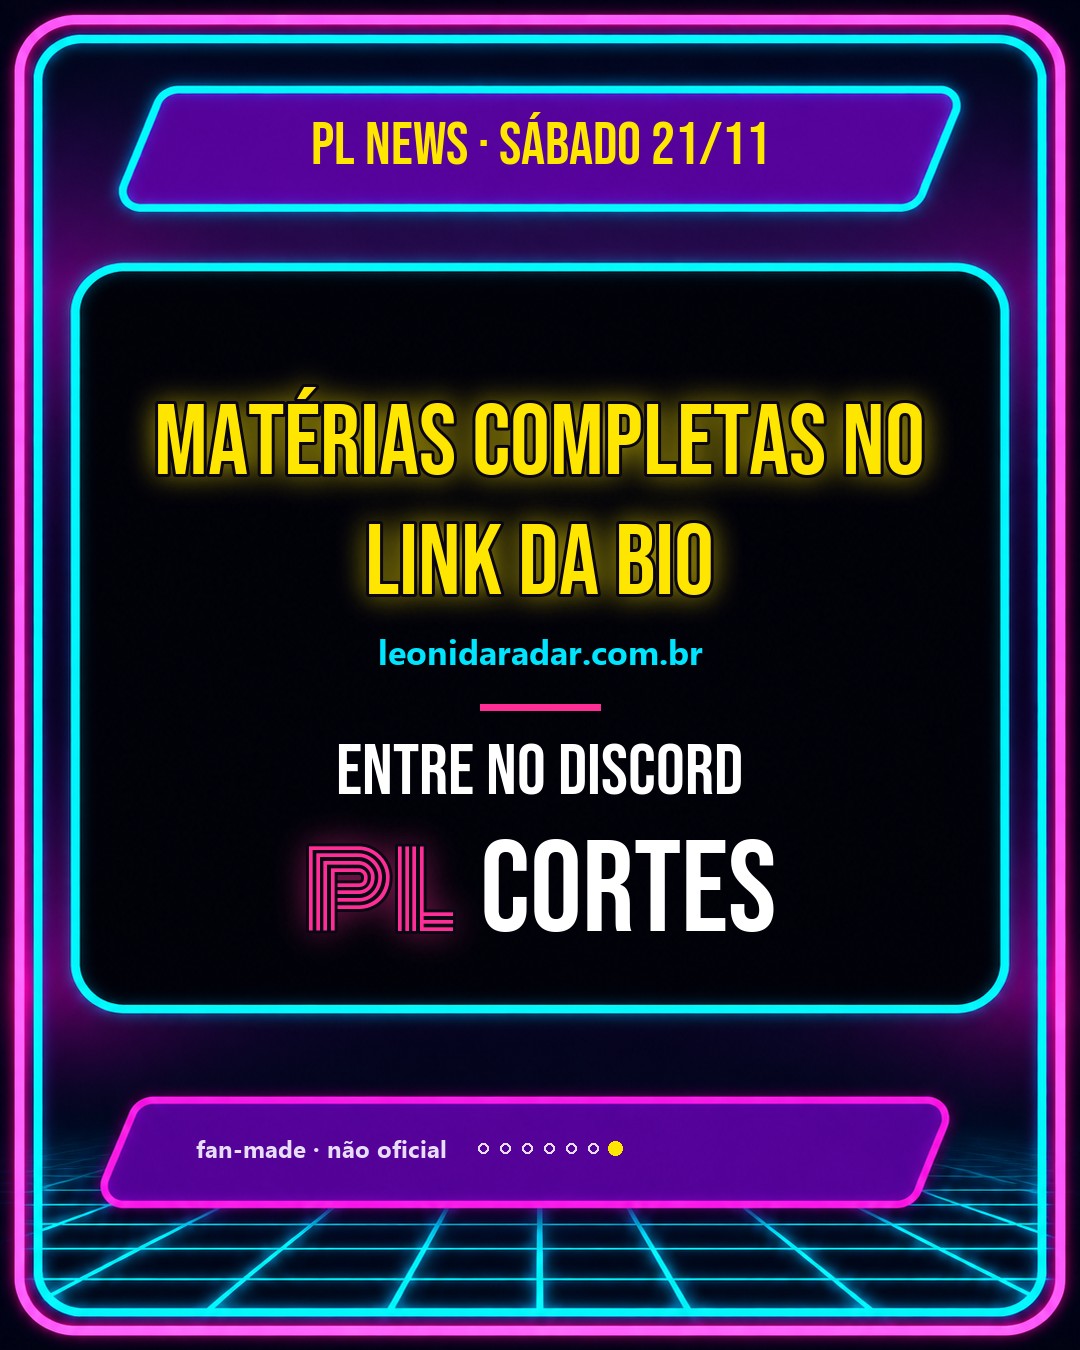 PL NEWS · SÁBADO 21/11
MATÉRIAS COMPLETAS NO
LINK DA BIO
leonidaradar.com.br
ENTRE NO DISCORD
PL CORTES
fan-made · não oficial